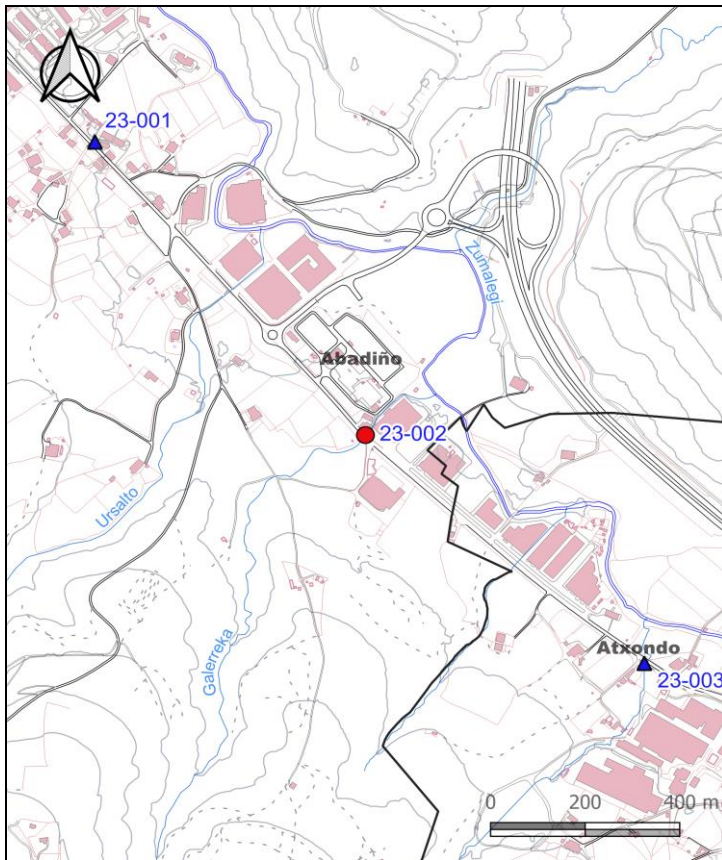 23-001
Zumalegi
Abadiño
23-002
Ursalto
Galerreka
Atxondo
23-003
0 200 400 m